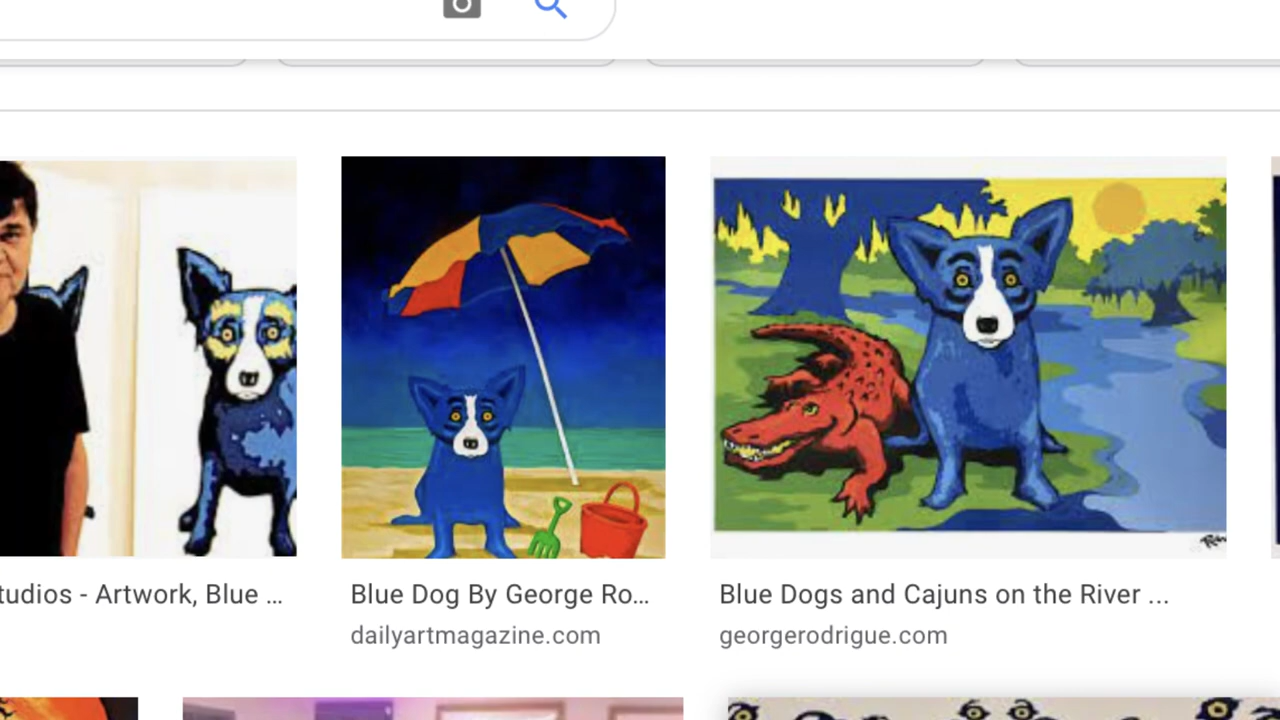 tudios - Artwork, Blue ...
Blue Dog By George Ro...
dailyartmagazine.com
Blue Dogs and Cajuns on the River ...
georgerodrigue.com